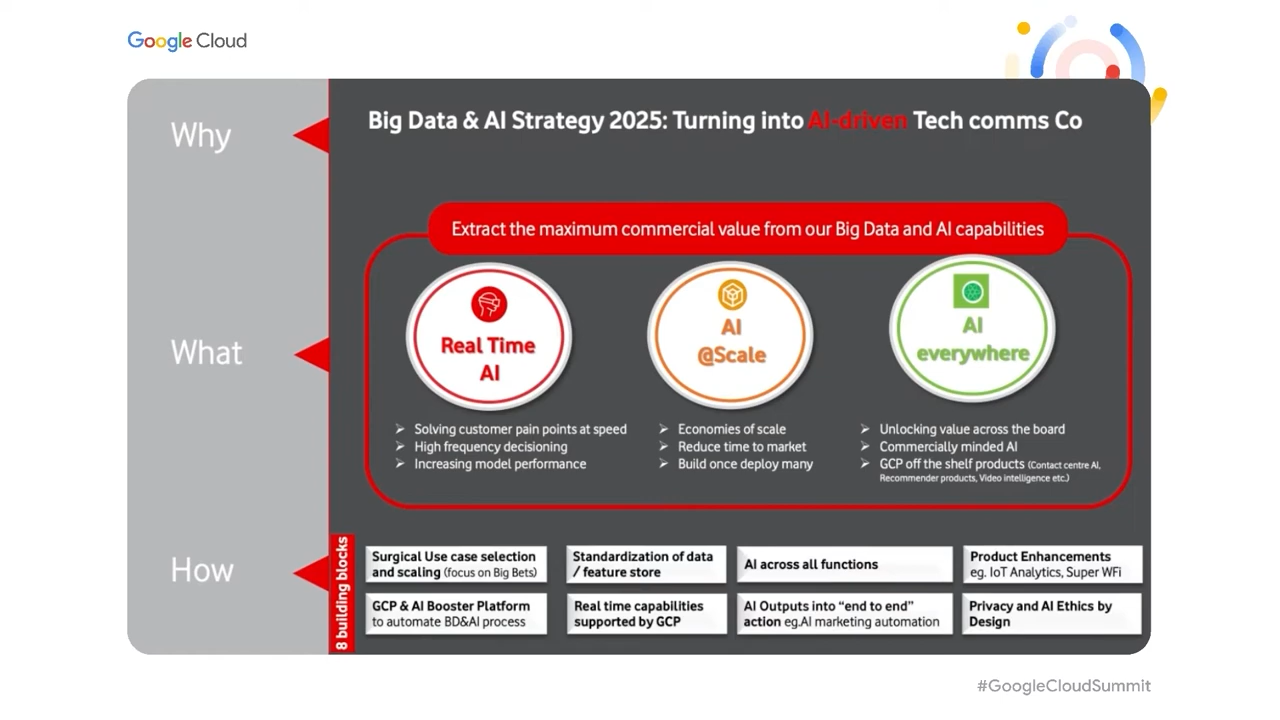 Google Cloud
Why
Big Data & AI Strategy 2025: Turning into AI-driven Tech comms Co
What
Extract the maximum commercial value from our Big Data and AI capabilities
Real Time
AI
Solving customer pain points at speed
High frequency decisioning
Increasing model performance
AI
@Scale
Economies of scale
Reduce time to market
Build once deploy many
AI
everywhere
Unlocking value across the board
Commercially minded AI
GCP off the shelf products (Contact centre AI,
Recommender products, Video intelligence etc.)
How
8 building blocks
Surgical Use case selection
and scaling (focus on Big Bets)
Standardization of data
/ feature store
AI across all functions
Product Enhancements
eg. IoT Analytics, Super WFi
GCP & AI Booster Platform
to automate BD&AI process
Real time capabilities
supported by GCP
AI Outputs into “end to end”
action eg.AI marketing automation
Privacy and AI Ethics by
Design
#GoogleCloudSummit